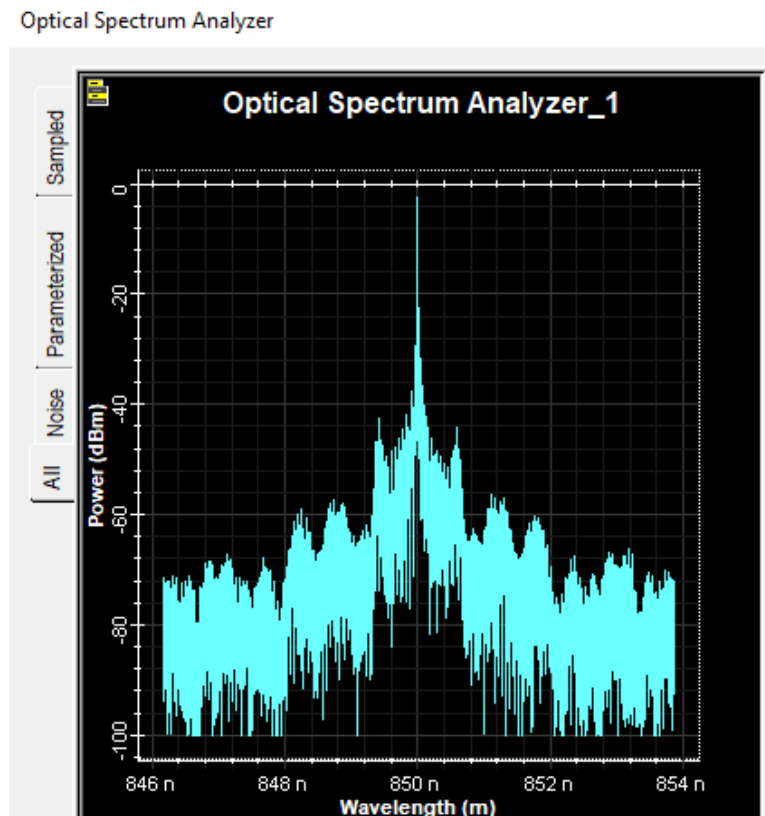 Optical Spectrum Analyzer
Sampled
Parameterized
Noise
All
Optical Spectrum Analyzer_1
Power (dBm)
0
-20
-40
-60
-80
-100
846 n 848 n 850 n 852 n 854 n
Wavelength (m)